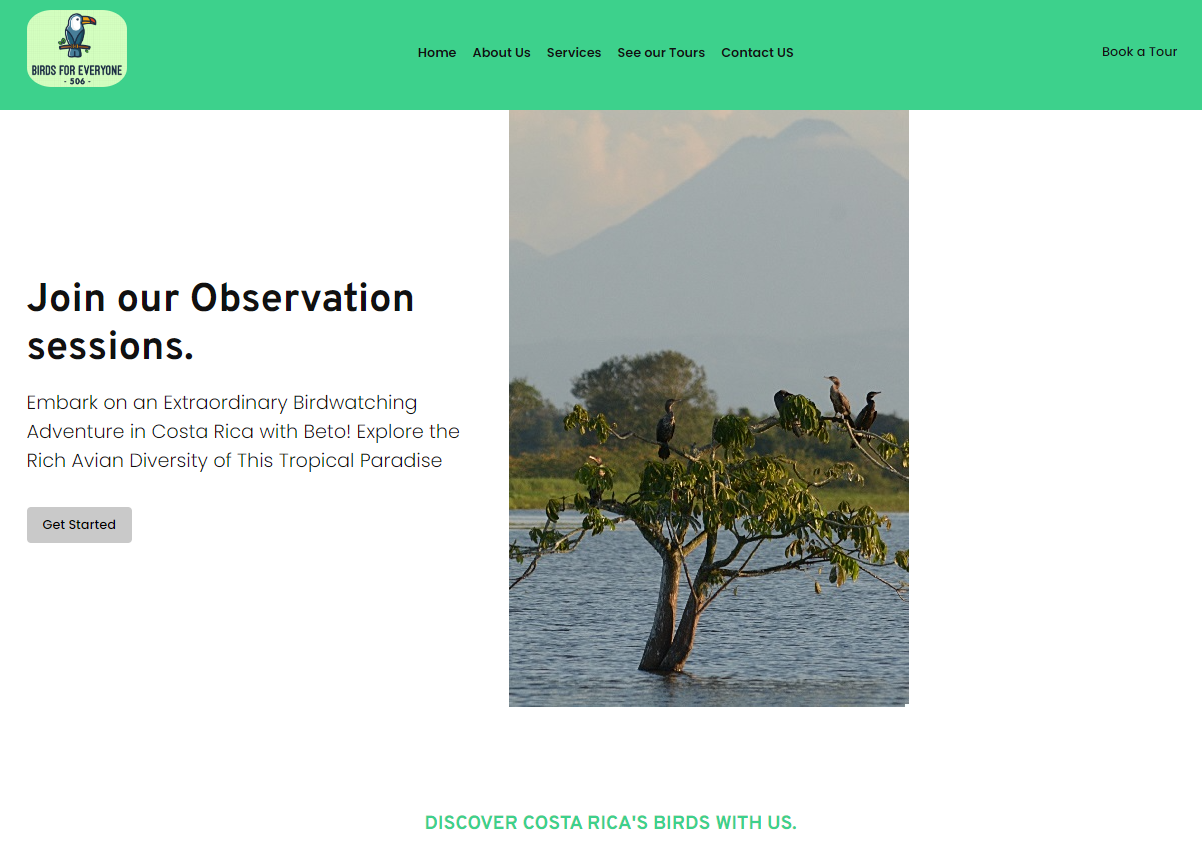 BIRDS FOR EVERYONE
- 506 -
Home About Us Services See our Tours Contact US
Book a Tour
Join our Observation
sessions.
Embark on an Extraordinary Birdwatching
Adventure in Costa Rica with Beto! Explore the
Rich Avian Diversity of This Tropical Paradise
Get Started
DISCOVER COSTA RICA'S BIRDS WITH US.